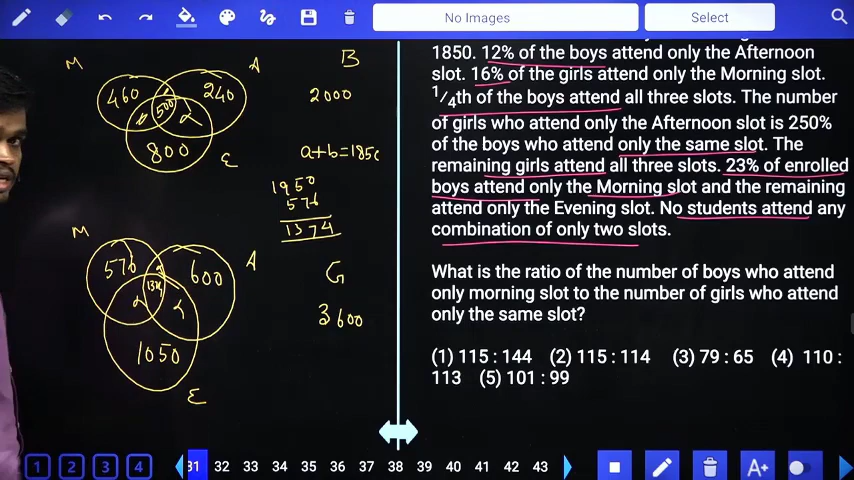 No Images
Select
1850. 12% of the boys attend only the Afternoon
slot. 16% of the girls attend only the Morning slot.
1/4th of the boys attend all three slots. The number
of girls who attend only the Afternoon slot is 250%
of the boys who attend only the same slot. The
remaining girls attend all three slots. 23% of enrolled
boys attend only the Morning slot and the remaining
attend only the Evening slot. No students attend any
combination of only two slots.
What is the ratio of the number of boys who attend
only morning slot to the number of girls who attend
only the same slot?
(1) 115 : 144 (2) 115 : 114 (3) 79 : 65 (4) 110 :
113 (5) 101 : 99
M
A
B
460
240
500
2000
800
E
a+b=1850
1950
576
1374
M
A
G
576
600
3600
1050
E
1 2 3 4 31 32 33 34 35 36 37 38 39 40 41 42 43
A+